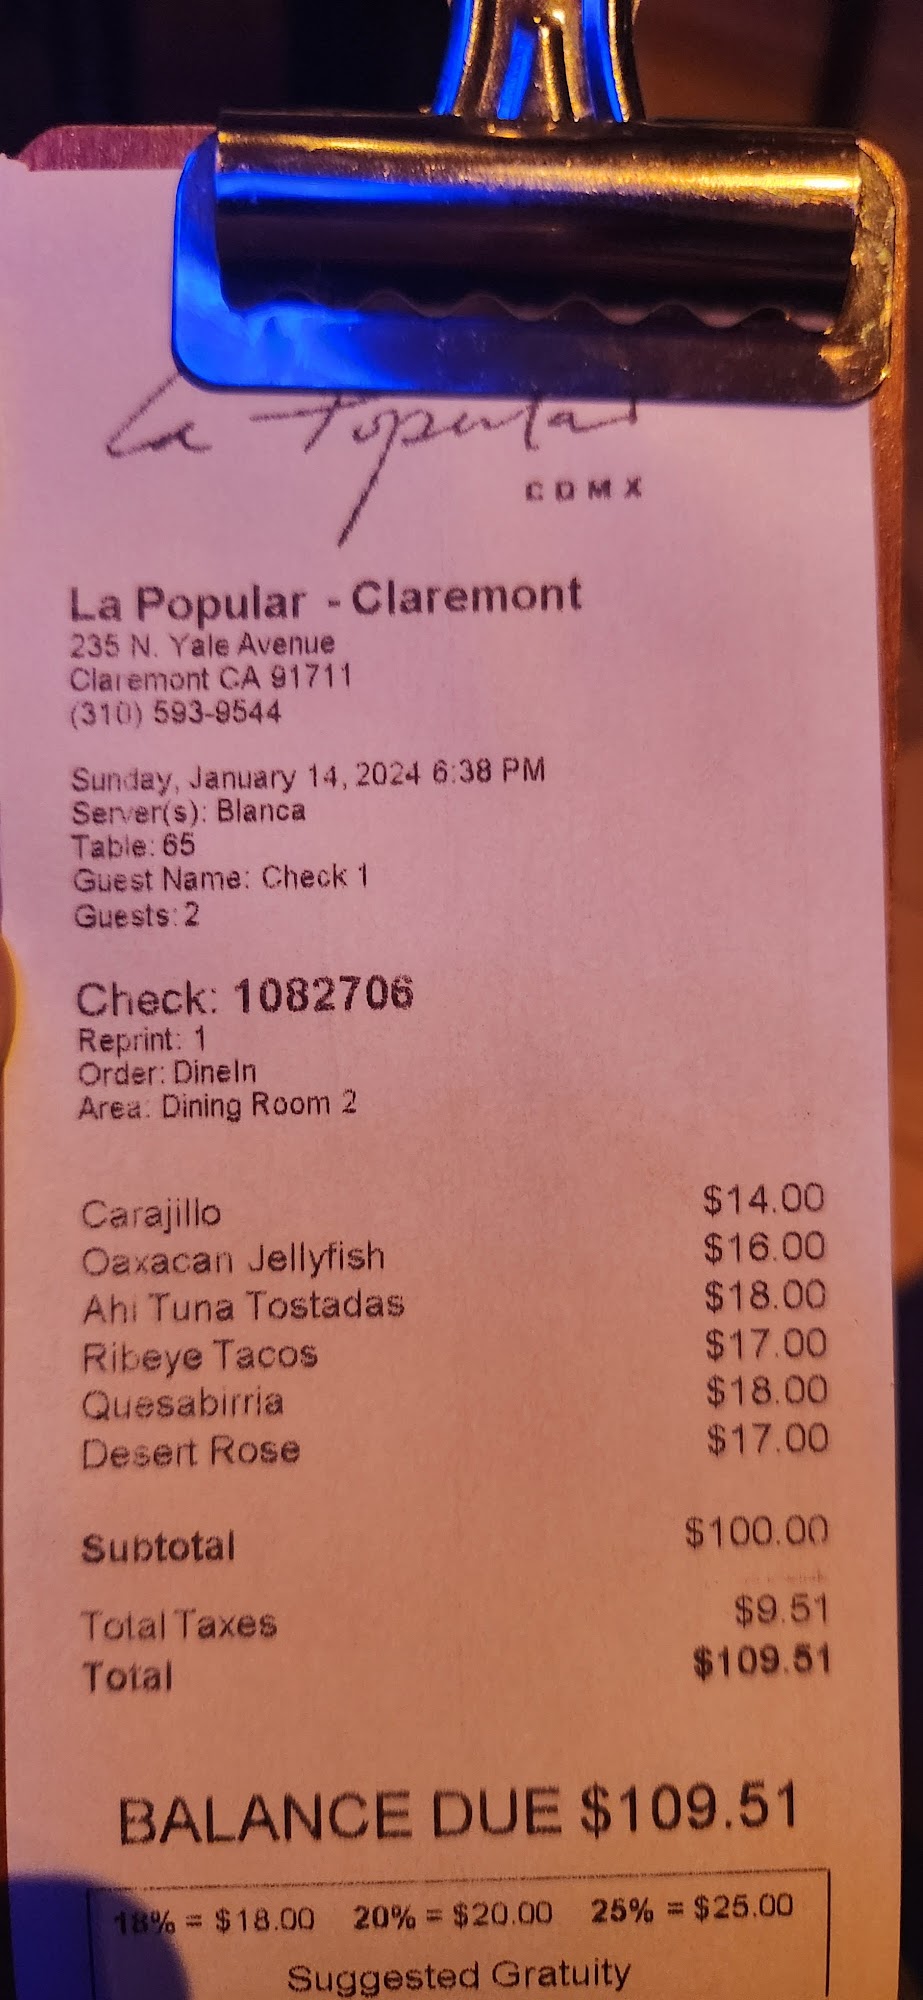 La Popular
CDMX
La Popular - Claremont
235 N. Yale Avenue
Claremont CA 91711
(310) 593-9544
Sunday, January 14, 2024 6:38 PM
Server(s): Blanca
Table: 65
Guest Name: Check 1
Guests: 2
Check: 1082706
Reprint: 1
Order: DineIn
Area: Dining Room 2
Carajillo $14.00
Oaxacan Jellyfish $16.00
Ahi Tuna Tostadas $18.00
Ribeye Tacos $17.00
Quesabirria $18.00
Desert Rose $17.00
Subtotal $100.00
Total Taxes $9.51
Total $109.51
BALANCE DUE $109.51
18% = $18.00 20% = $20.00 25% = $25.00
Suggested Gratuity